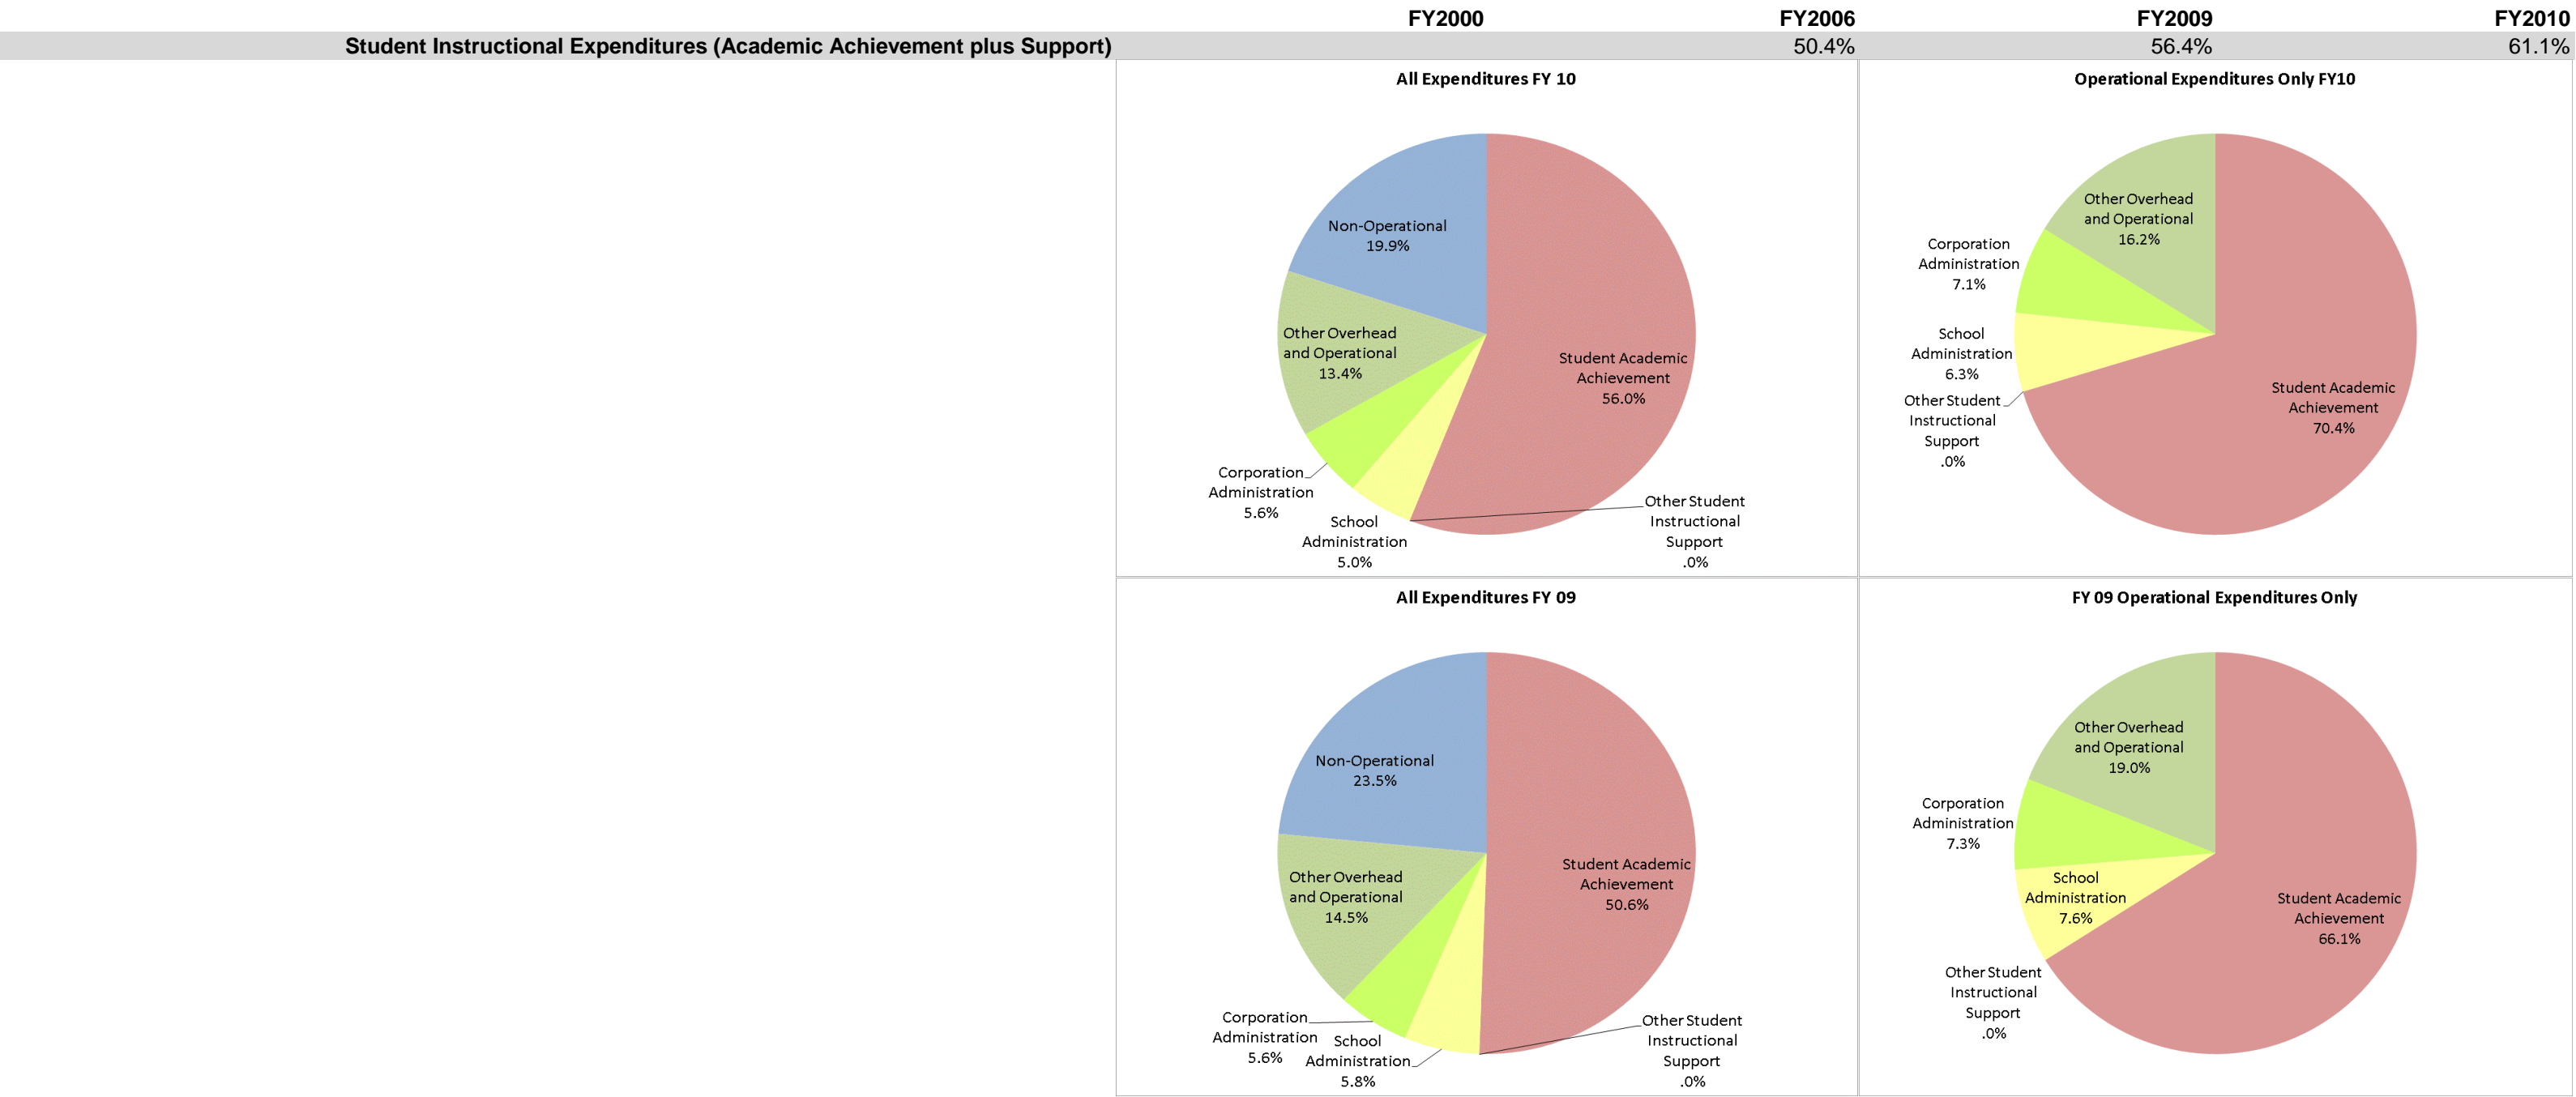 FY2000 FY2006 FY2009 FY2010
Student Instructional Expenditures (Academic Achievement plus Support) 50.4% 56.4% 61.1%
All Expenditures FY 10
Non-Operational
19.9%
Other Overhead
and Operational
13.4%
Student Academic
Achievement
56.0%
Corporation
Administration
5.6%
School
Administration
5.0%
Other Student
Instructional
Support
.0%
Operational Expenditures Only FY10
Other Overhead
and Operational
16.2%
Corporation
Administration
7.1%
School
Administration
6.3%
Other Student
Instructional
Support
.0%
Student Academic
Achievement
70.4%
All Expenditures FY 09
Non-Operational
23.5%
Other Overhead
and Operational
14.5%
Student Academic
Achievement
50.6%
Corporation
Administration
5.6%
School
Administration
5.8%
Other Student
Instructional
Support
.0%
FY 09 Operational Expenditures Only
Other Overhead
and Operational
19.0%
Corporation
Administration
7.3%
School
Administration
7.6%
Student Academic
Achievement
66.1%
Other Student
Instructional
Support
.0%